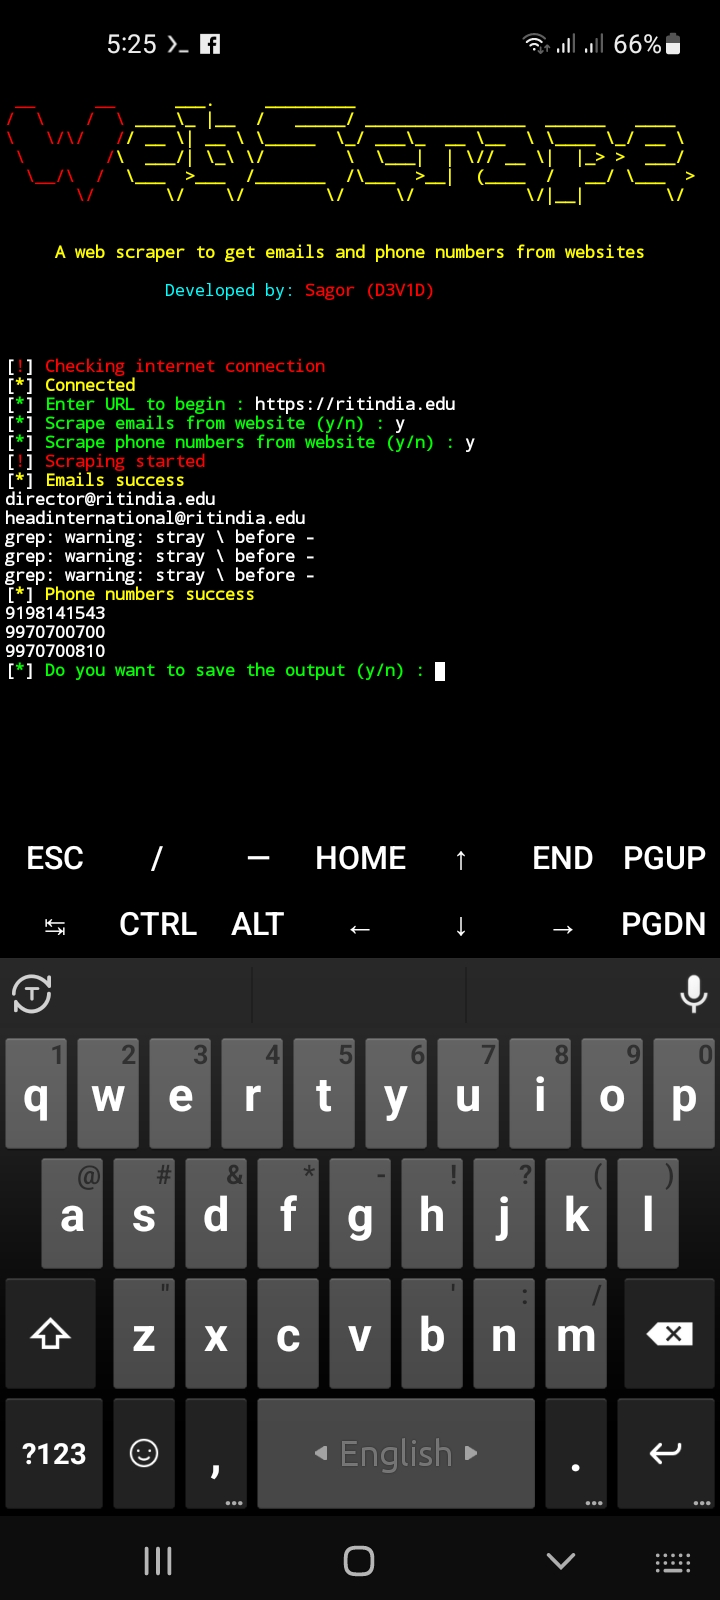 5:25
66%
WebScrape
A web scraper to get emails and phone numbers from websites
Developed by: Sagor (D3V1D)
[!] Checking internet connection
[*] Connected
[*] Enter URL to begin : https://ritindia.edu
[*] Scrape emails from website (y/n) : y
[*] Scrape phone numbers from website (y/n) : y
[!] Scraping started
[*] Emails success
director@ritindia.edu
headinternational@ritindia.edu
grep: warning: stray \ before -
grep: warning: stray \ before -
grep: warning: stray \ before -
[*] Phone numbers success
9198141543
9970700700
9970700810
[*] Do you want to save the output (y/n) :
ESC / — HOME ↑ END PGUP
↹ CTRL ALT ← ↓ → PGDN
T
1 2 3 4 5 6 7 8 9 0
q w e r t y u i o p
@ # & * - ! ? ( )
a s d f g h j k l
" ' : /
z x c v b n m
?123 , English .